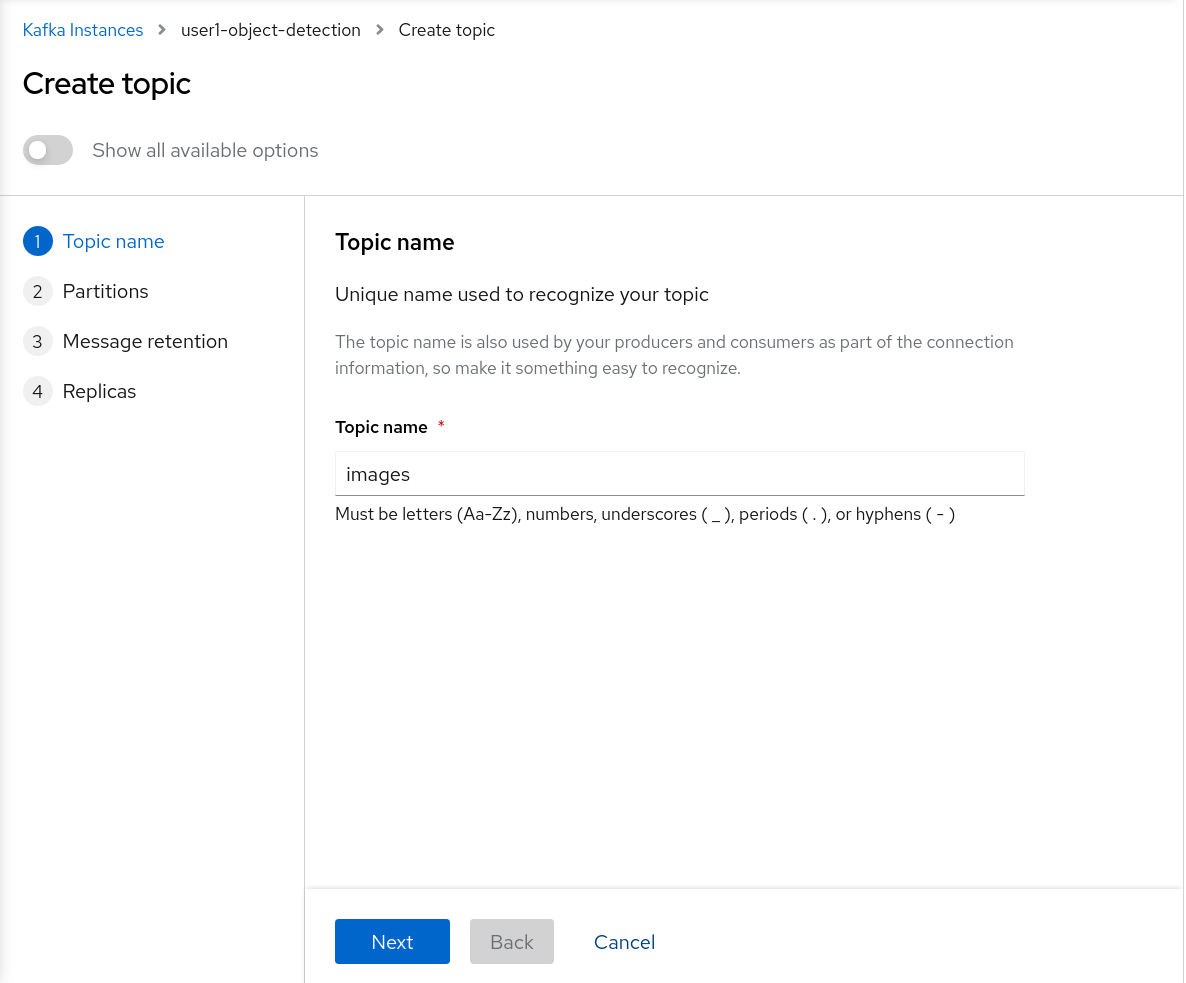 Kafka Instances > user1-object-detection > Create topic
Create topic
Show all available options
1 Topic name
2 Partitions
3 Message retention
4 Replicas
Topic name
Unique name used to recognize your topic
The topic name is also used by your producers and consumers as part of the connection
information, so make it something easy to recognize.
Topic name *
images
Must be letters (Aa-Zz), numbers, underscores ( _ ), periods ( . ), or hyphens ( - )
Next Back Cancel